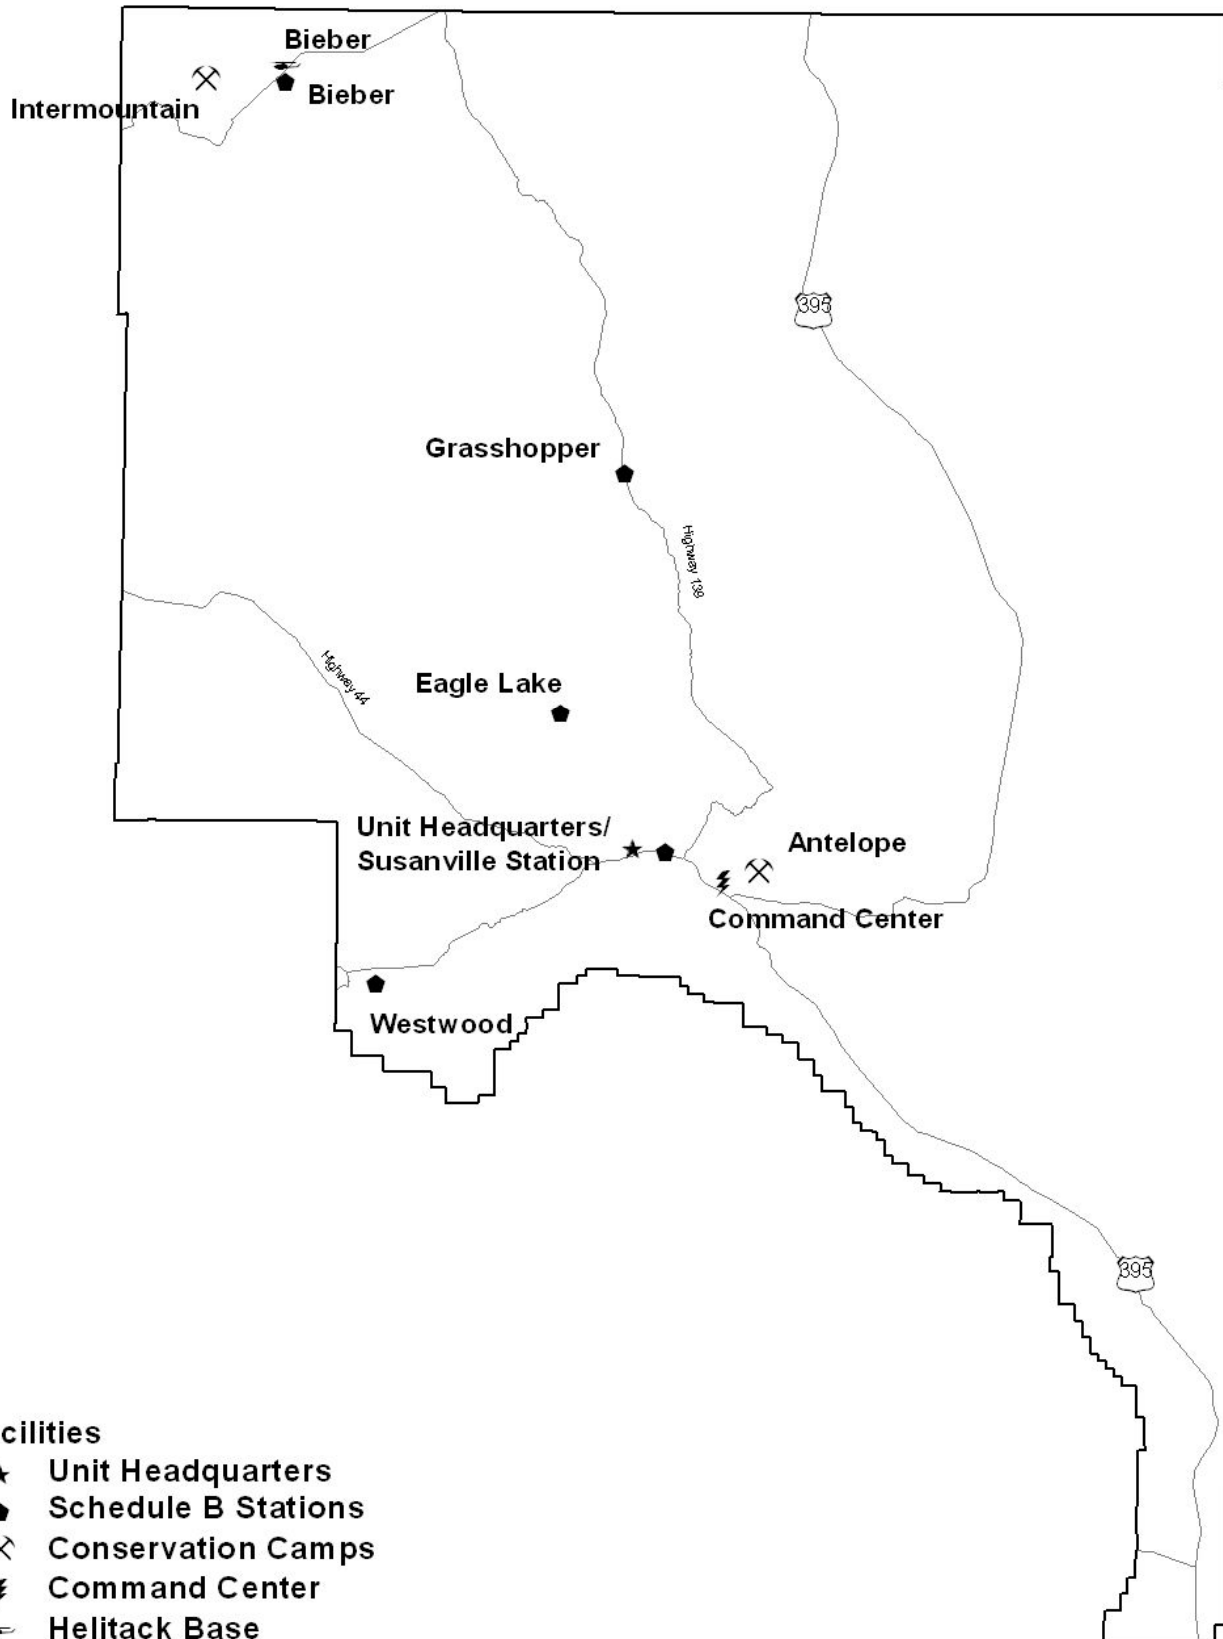 Bieber
Bieber
Intermountain
395
Grasshopper
Highway 139
Highway 44
Eagle Lake
Unit Headquarters/
Susanville Station
Antelope
Command Center
Westwood
395
cilities
Unit Headquarters
Schedule B Stations
Conservation Camps
Command Center
Helitack Base